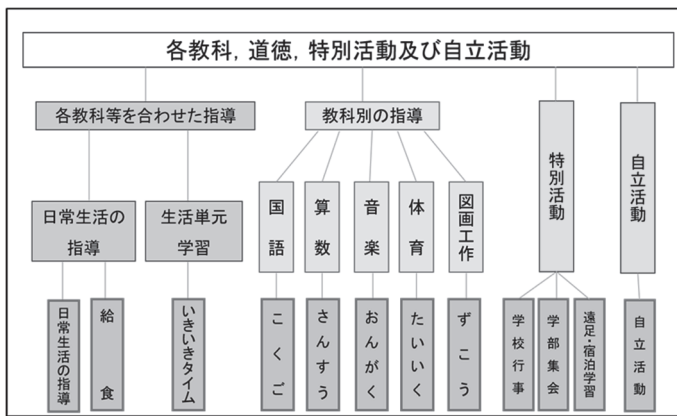 各教科，道徳，特別活動及び自立活動
各教科等を合わせた指導
教科別の指導
特別活動
自立活動
日常生活の
指導
生活単元
学習
国語
算数
音楽
体育
図画工作
日常生活の指導
給食
いきいきタイム
こくご
さんすう
おんがく
たいいく
ずこう
学校行事
学部集会
遠足・宿泊学習
自立活動